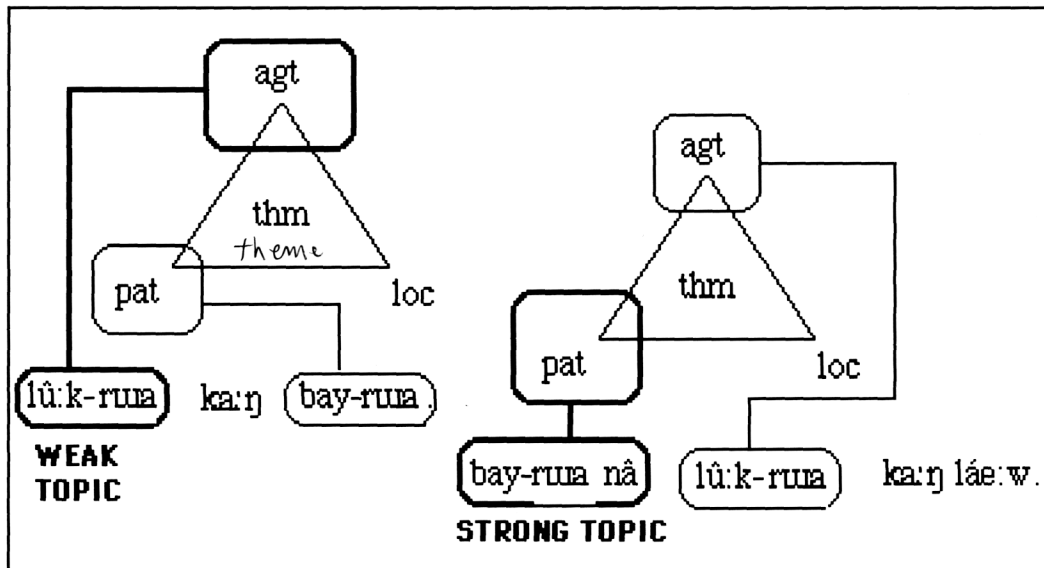 agt
thm
theme
pat
loc
lû:k-rɯa ka:ŋ bay-rɯa.
WEAK
TOPIC
agt
thm
pat
loc
bay-rɯa nâ lû:k-rɯa ka:ŋ láe:w.
STRONG TOPIC